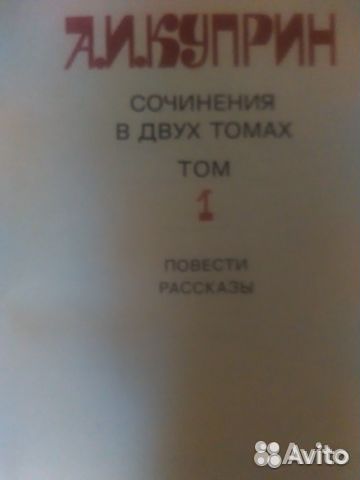 А.И.КУПРИН
СОЧИНЕНИЯ
В ДВУХ ТОМАХ
ТОМ
1
ПОВЕСТИ
РАССКАЗЫ
Avito